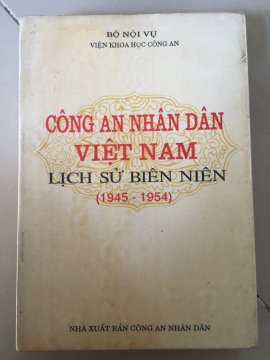 BỘ NỘI VỤ
VIỆN KHOA HỌC CÔNG AN
CÔNG AN NHÂN DÂN
VIỆT NAM
LỊCH SỬ BIÊN NIÊN
(1945 - 1954)
NHÀ XUẤT BẢN CÔNG AN NHÂN DÂN